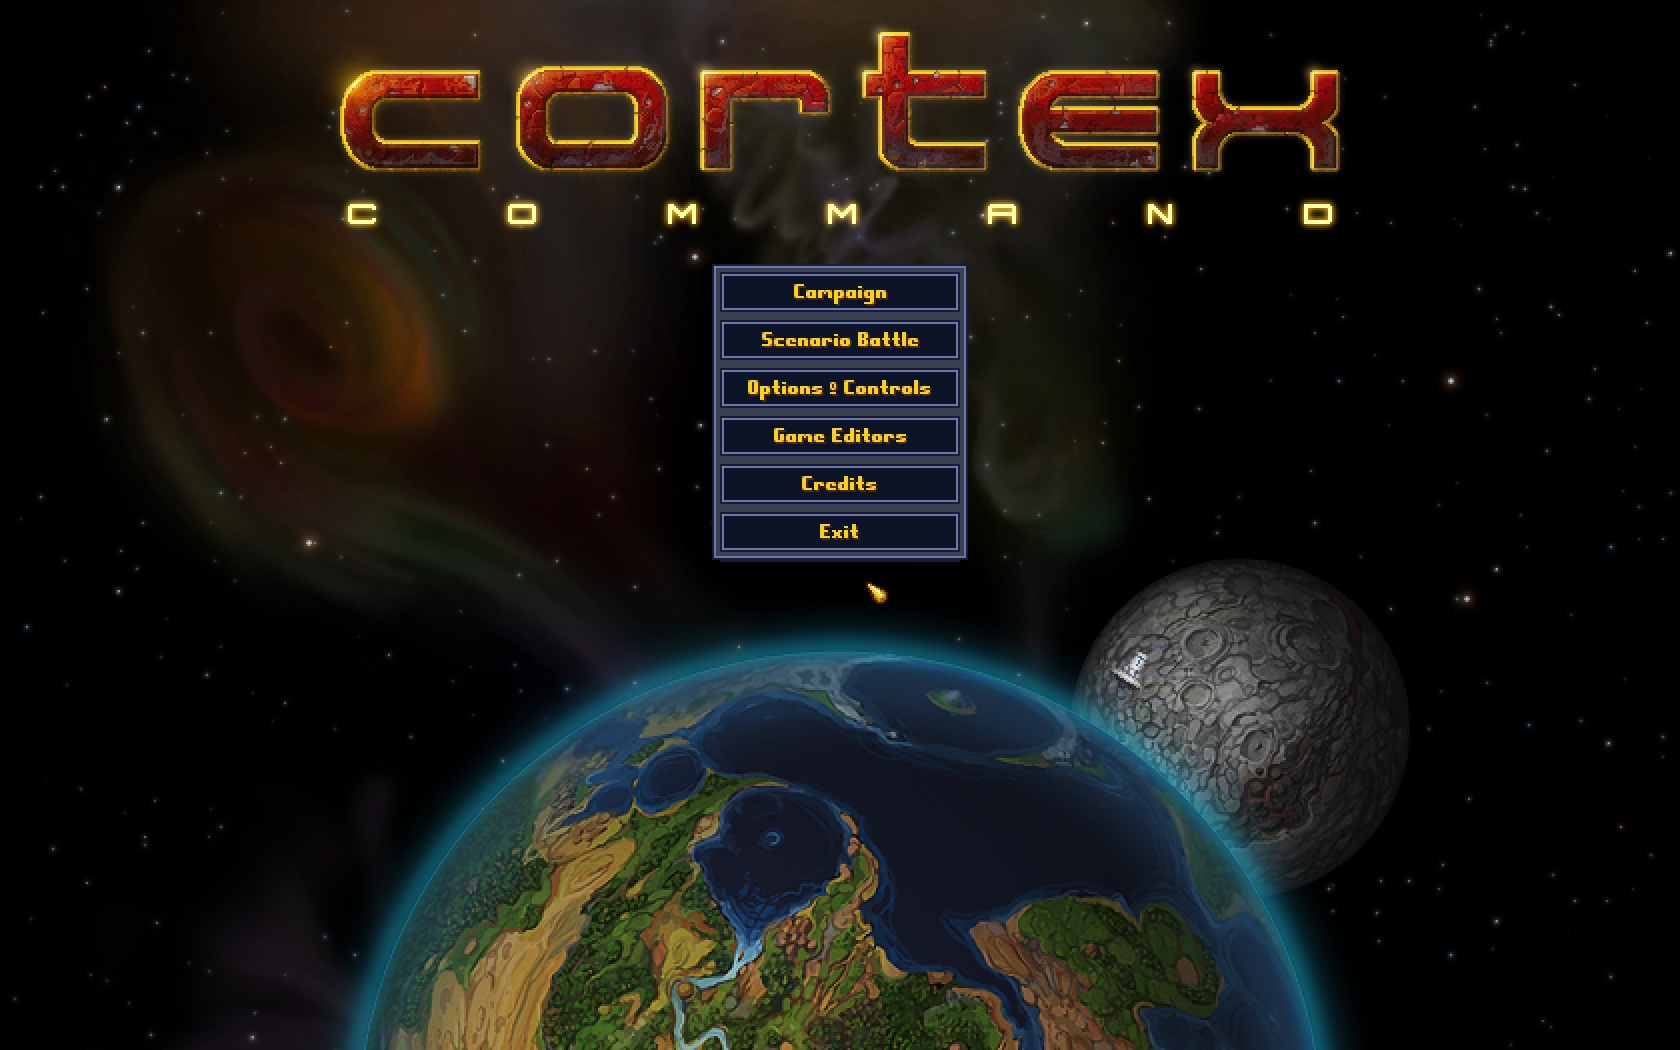 cortex
COMMAND
Campaign
Scenario Battle
Options & Controls
Game Editors
Credits
Exit